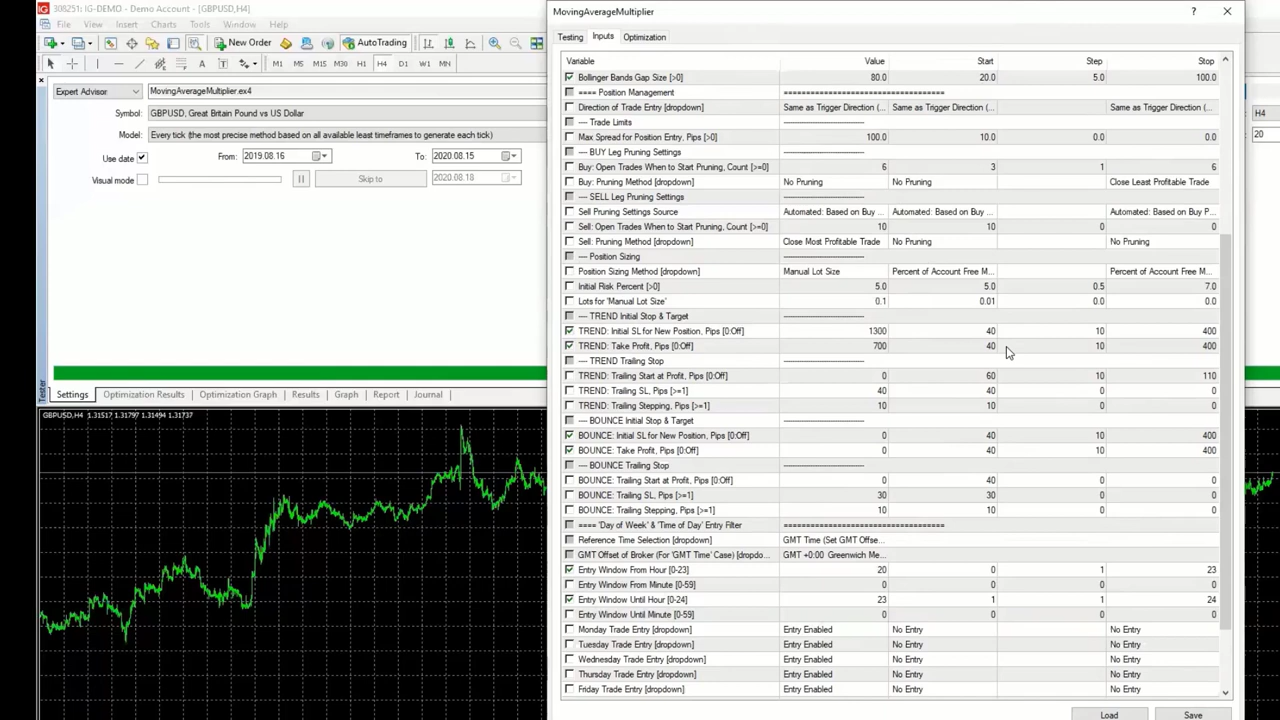 308251: IG-DEMO - Demo Account - [GBPUSD,H4]
File View Insert Charts Tools Window Help
New Order AutoTrading
M1 M5 M15 M30 H1 H4 D1 W1 MN
Expert Advisor MovingAverageMultiplier.ex4
Symbol: GBPUSD, Great Britain Pound vs US Dollar
H4
Model: Every tick (the most precise method based on all available least timeframes to generate each tick)
20
Use date From: 2019.08.16 To: 2020.08.15
Visual mode Skip to 2020.08.18
Tester
Settings Optimization Results Optimization Graph Results Graph Report Journal
GBPUSD,H4 1.31517 1.31797 1.31494 1.31737
MovingAverageMultiplier ?
Testing Inputs Optimization
Variable Value Start Step Stop
Bollinger Bands Gap Size [>0] 80.0 20.0 5.0 100.0
==== Position Management ===================================
Direction of Trade Entry [dropdown] Same as Trigger Direction (... Same as Trigger Direction (... Same as Trigger Direction (...
---- Trade Limits -----------------------------
Max Spread for Position Entry, Pips [>0] 100.0 10.0 0.0 0.0
---- BUY Leg Pruning Settings -----------------------------
Buy: Open Trades When to Start Pruning, Count [>=0] 6 3 1 6
Buy: Pruning Method [dropdown] No Pruning No Pruning Close Least Profitable Trade
---- SELL Leg Pruning Settings -----------------------------
Sell Pruning Settings Source Automated: Based on Buy ... Automated: Based on Buy ... Automated: Based on Buy P...
Sell: Open Trades When to Start Pruning, Count [>=0] 10 10 0 0
Sell: Pruning Method [dropdown] Close Most Profitable Trade No Pruning No Pruning
---- Position Sizing -----------------------------
Position Sizing Method [dropdown] Manual Lot Size Percent of Account Free M... Percent of Account Free M...
Initial Risk Percent [>0] 5.0 5.0 0.5 7.0
Lots for 'Manual Lot Size' 0.1 0.01 0.0 0.0
---- TREND Initial Stop & Target -----------------------------
TREND: Initial SL for New Position, Pips [0:Off] 1300 40 10 400
TREND: Take Profit, Pips [0:Off] 700 40 10 400
---- TREND Trailing Stop -----------------------------
TREND: Trailing Start at Profit, Pips [0:Off] 0 60 10 110
TREND: Trailing SL, Pips [>=1] 40 40 0 0
TREND: Trailing Stepping, Pips [>=1] 10 10 0 0
---- BOUNCE Initial Stop & Target -----------------------------
BOUNCE: Initial SL for New Position, Pips [0:Off] 0 40 10 400
BOUNCE: Take Profit, Pips [0:Off] 0 40 10 400
---- BOUNCE Trailing Stop -----------------------------
BOUNCE: Trailing Start at Profit, Pips [0:Off] 0 40 0 0
BOUNCE: Trailing SL, Pips [>=1] 30 30 0 0
BOUNCE: Trailing Stepping, Pips [>=1] 10 10 0 0
==== 'Day of Week' & 'Time of Day' Entry Filter ===================================
Reference Time Selection [dropdown] GMT Time (Set GMT Offse...
GMT Offset of Broker (For 'GMT Time' Case) [dropdo... GMT +0:00 Greenwich Me...
Entry Window From Hour [0-23] 20 0 1 23
Entry Window From Minute [0-59] 0 0 0 0
Entry Window Until Hour [0-24] 23 1 1 24
Entry Window Until Minute [0-59] 0 0 0 0
Monday Trade Entry [dropdown] Entry Enabled No Entry No Entry
Tuesday Trade Entry [dropdown] Entry Enabled No Entry No Entry
Wednesday Trade Entry [dropdown] Entry Enabled No Entry No Entry
Thursday Trade Entry [dropdown] Entry Enabled No Entry No Entry
Friday Trade Entry [dropdown] Entry Enabled No Entry No Entry
Load Save